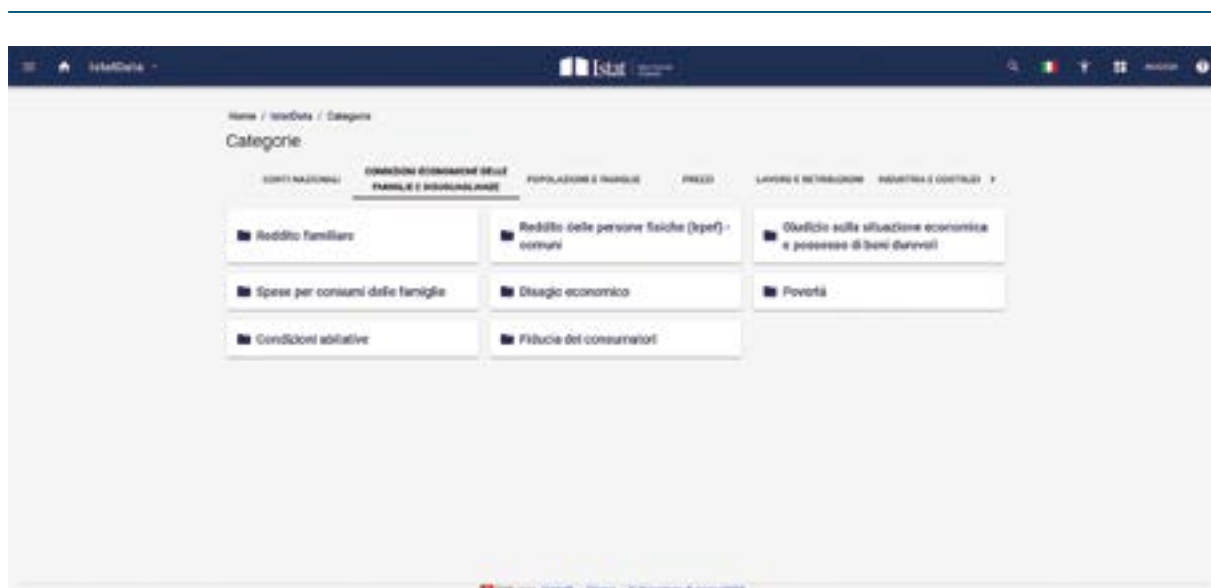 IstatData
Istat
Home / IstatData / Categorie
Categorie
CONTI NAZIONALI
CONDIZIONI ECONOMICHE DELLE
FAMIGLIE E DISUGUAGLIANZE
POPOLAZIONE E FAMIGLIE
PREZZI
LAVORO E RETRIBUZIONI
INDUSTRIA E COSTRUZI
Reddito familiare
Reddito delle persone fisiche (Irpef) -
comuni
Giudizio sulla situazione economica
e possesso di beni durevoli
Spese per consumi delle famiglie
Disagio economico
Povertà
Condizioni abitative
Fiducia dei consumatori